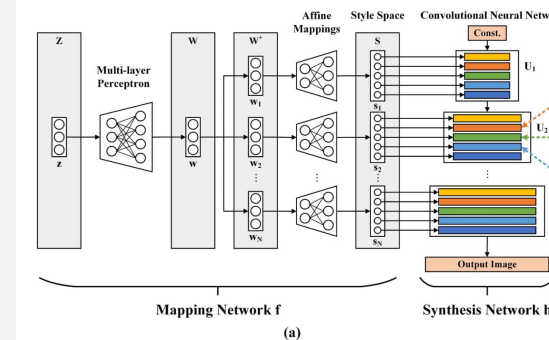 Affine
Mappings
Style Space
Convolutional Neural Netw
Z
W
W⁺
S
Const.
Multi-layer
Perceptron
U₁
w₁
s₁
z
w
w₂
s₂
U₂
...
...
...
...
w_N
s_N
Output Image
Mapping Network f
Synthesis Network h
(a)